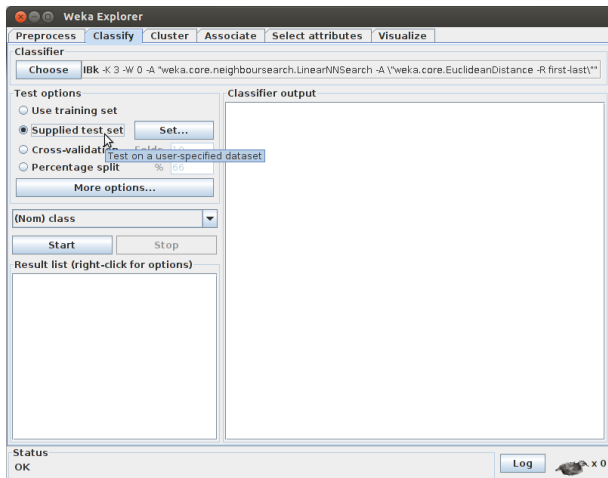 Weka Explorer
Preprocess Classify Cluster Associate Select attributes Visualize
Classifier
Choose IBk -K 3 -W 0 -A "weka.core.neighboursearch.LinearNNSearch -A \"weka.core.EuclideanDistance -R first-last\""
Test options
Use training set
Supplied test set Set...
Cross-validation Folds 10
Test on a user-specified dataset
Percentage split % 66
More options...
(Nom) class
Start Stop
Result list (right-click for options)
Classifier output
Status
OK
Log x 0